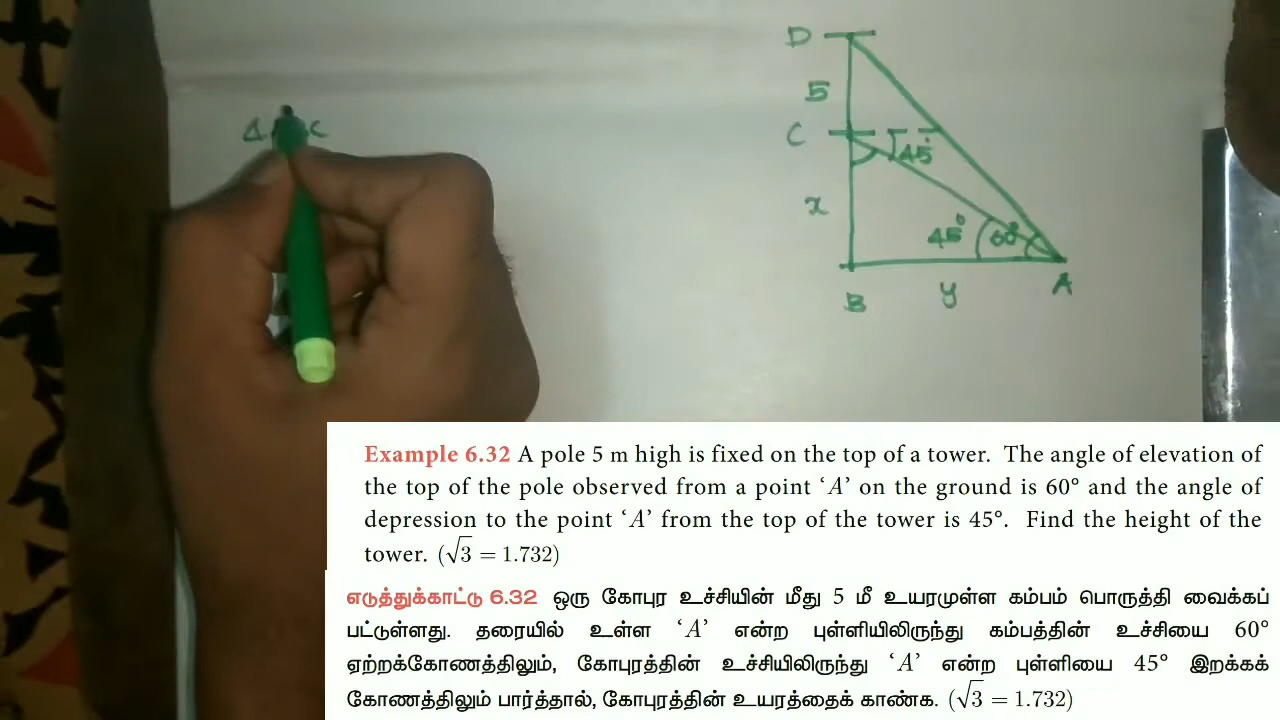 D
5
C
45°
x
45° 60°
B y A
Example 6.32 A pole 5 m high is fixed on the top of a tower. The angle of elevation of
the top of the pole observed from a point ‘A’ on the ground is 60° and the angle of
depression to the point ‘A’ from the top of the tower is 45°. Find the height of the
tower. (√3 = 1.732)
எடுத்துக்காட்டு 6.32 ஒரு கோபுர உச்சியின் மீது 5 மீ உயரமுள்ள கம்பம் பொருத்தி வைக்கப்
பட்டுள்ளது. தரையில் உள்ள ‘A’ என்ற புள்ளியிலிருந்து கம்பத்தின் உச்சியை 60°
ஏற்றக்கோணத்திலும், கோபுரத்தின் உச்சியிலிருந்து ‘A’ என்ற புள்ளியை 45° இறக்கக்
கோணத்திலும் பார்த்தால், கோபுரத்தின் உயரத்தைக் காண்க. (√3 = 1.732)